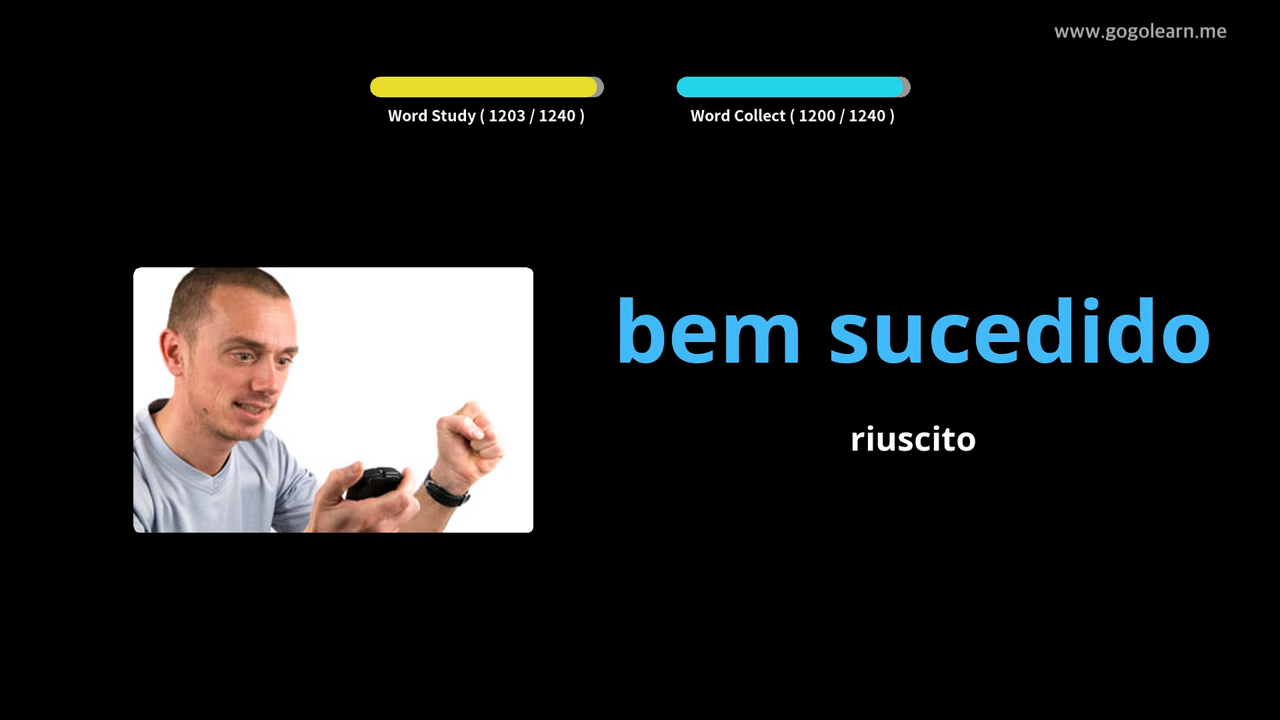 www.gogolearn.me
Word Study ( 1203 / 1240 )
Word Collect ( 1200 / 1240 )
bem sucedido
riuscito